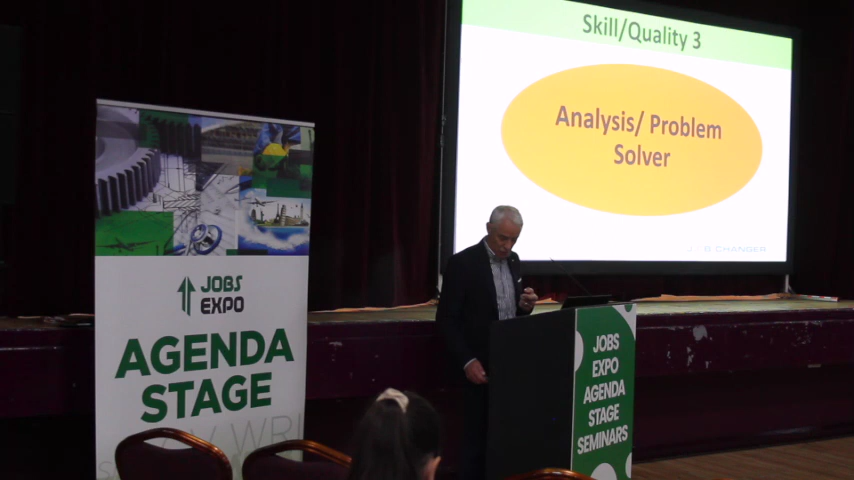 Skill/Quality 3
Analysis/ Problem
Solver
B CHANGER
JOBS
EXPO
AGENDA
STAGE
JOBS
EXPO
AGENDA
STAGE
SEMINARS